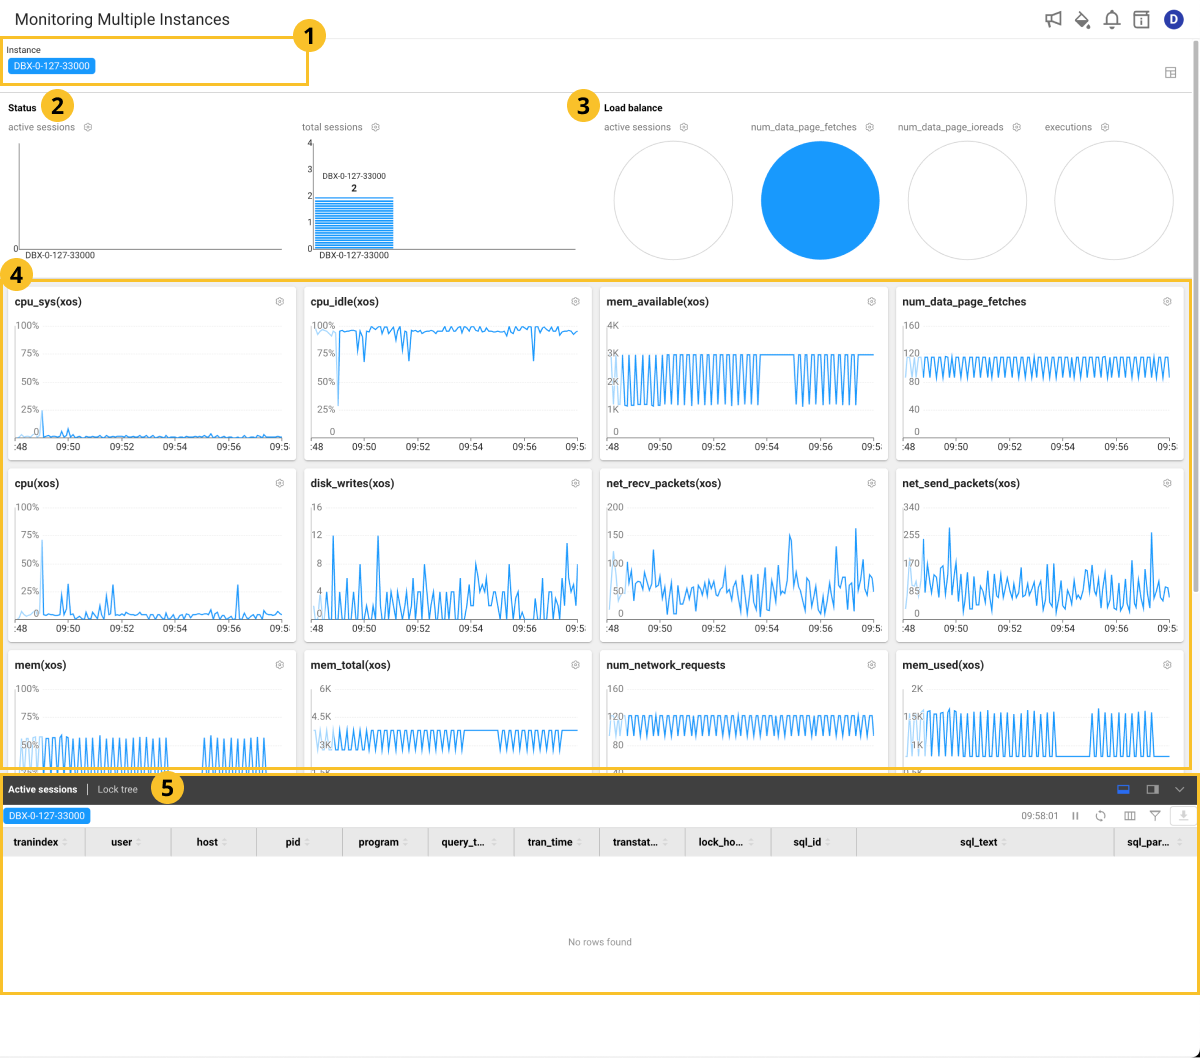 Monitoring Multiple Instances
D
1
Instance
DBX-0-127-33000
Status
2
3
Load balance
active sessions
total sessions
active sessions
num_data_page_fetches
num_data_page_ioreads
executions
0
DBX-0-127-33000
4
3
2
1
0
DBX-0-127-33000
2
DBX-0-127-33000
4
cpu_sys(xos)
100%
75%
50%
25%
0
:48 09:50 09:52 09:54 09:56 09:5
cpu_idle(xos)
100%
75%
50%
25%
0
:48 09:50 09:52 09:54 09:56 09:5
mem_available(xos)
4K
3K
2K
1K
0
:48 09:50 09:52 09:54 09:56 09:5
num_data_page_fetches
160
120
80
40
0
:48 09:50 09:52 09:54 09:56 09:5
cpu(xos)
100%
75%
50%
25%
0
:48 09:50 09:52 09:54 09:56 09:5
disk_writes(xos)
16
12
8
4
0
:48 09:50 09:52 09:54 09:56 09:5
net_recv_packets(xos)
200
150
100
50
0
:48 09:50 09:52 09:54 09:56 09:5
net_send_packets(xos)
340
255
170
85
0
:48 09:50 09:52 09:54 09:56 09:5
mem(xos)
100%
75%
50%
25%
mem_total(xos)
6K
4.5K
3K
1.5K
num_network_requests
160
120
80
40
mem_used(xos)
2K
1.5K
1K
0.5K
Active sessions | Lock tree
5
DBX-0-127-33000
09:58:01
tranindex user host pid program query_t... tran_time transtat... lock_ho... sql_id sql_text sql_par...
No rows found